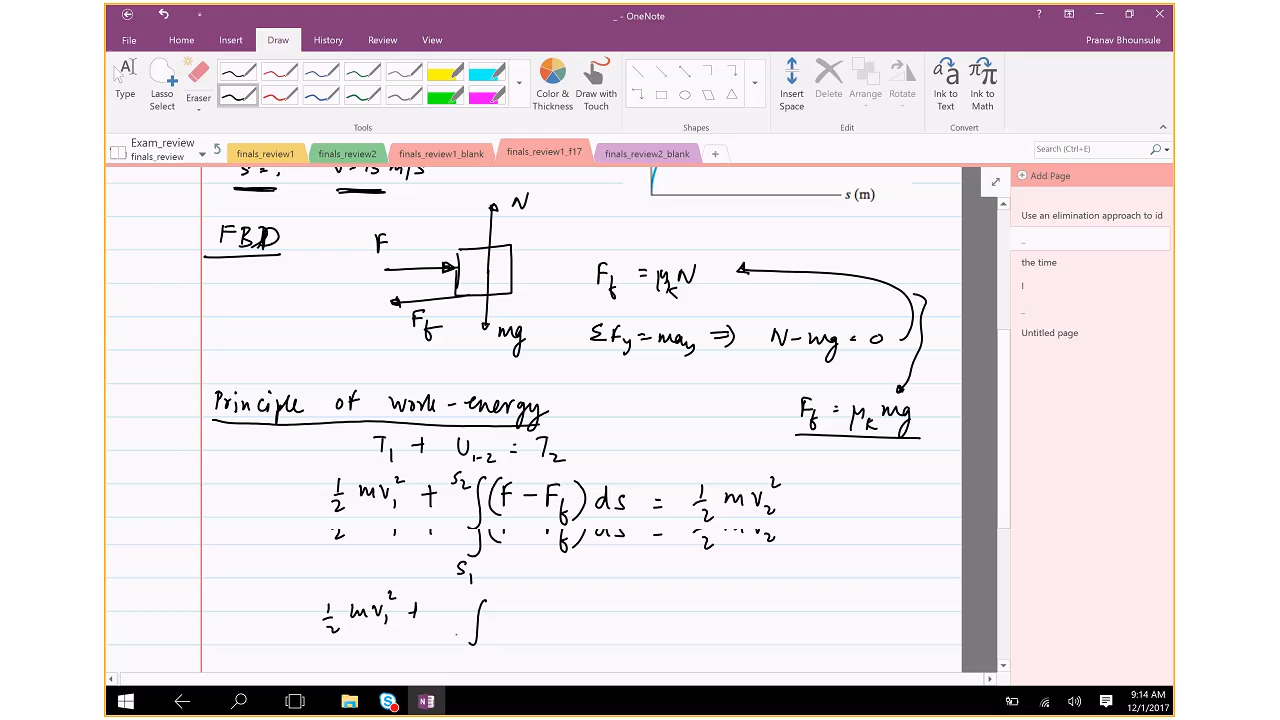 _ - OneNote
?
File Home Insert Draw History Review View
Pranav Bhounsule
Type
Lasso Select
Eraser
Color & Thickness
Draw with Touch
Insert Space
Delete
Arrange
Rotate
Ink to Text
Ink to Math
Tools
Shapes
Edit
Convert
Exam_review
finals_review
finals_review1 finals_review2 finals_review1_blank finals_review1_f17 finals_review2_blank +
Search (Ctrl+E)
Add Page
Use an elimination approach to id
_
the time
I
_
Untitled page
s (m)
N
FBD
F
F_f = μ_k N
F_f
mg
ΣF_y = ma_y ⇒ N - mg = 0
F_f = μ_k mg
Principle of work-energy
T_1 + U_{1-2} = T_2
1/2 mv_1^2 + ∫_{s_1}^{s_2} (F - F_f) ds = 1/2 mv_2^2
1/2 mv_1^2 + ∫
9:14 AM
12/1/2017